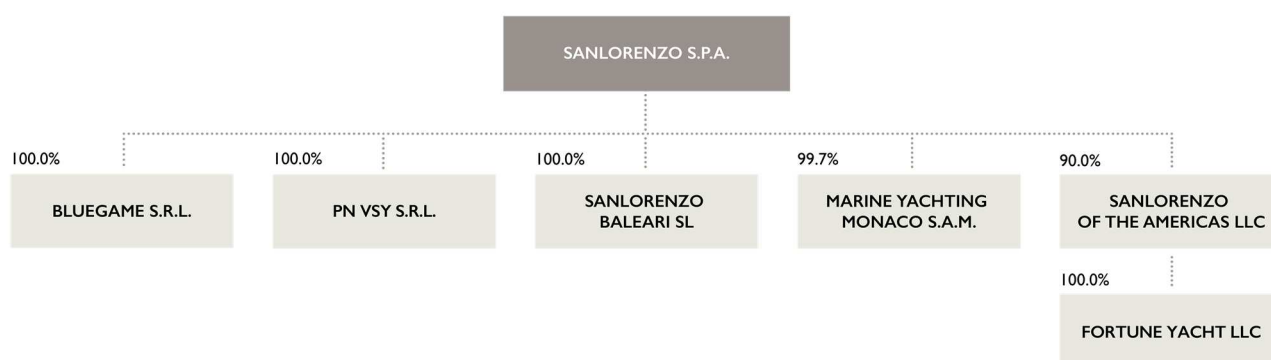 SANLORENZO S.P.A.
100.0%
100.0%
100.0%
99.7%
90.0%
BLUEGAME S.R.L.
PN VSY S.R.L.
SANLORENZO
BALEARI SL
MARINE YACHTING
MONACO S.A.M.
SANLORENZO
OF THE AMERICAS LLC
100.0%
FORTUNE YACHT LLC